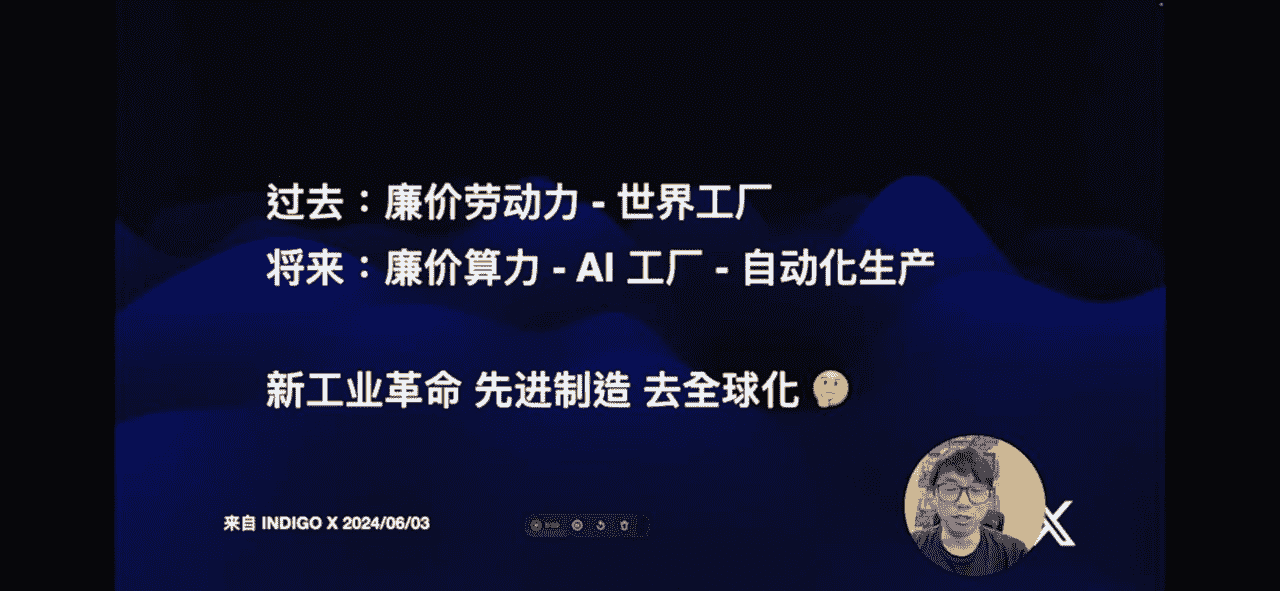 过去：廉价劳动力 - 世界工厂
将来：廉价算力 - AI 工厂 - 自动化生产
新工业革命 先进制造 去全球化 🤔
来自 INDIGO X 2024/06/03
X